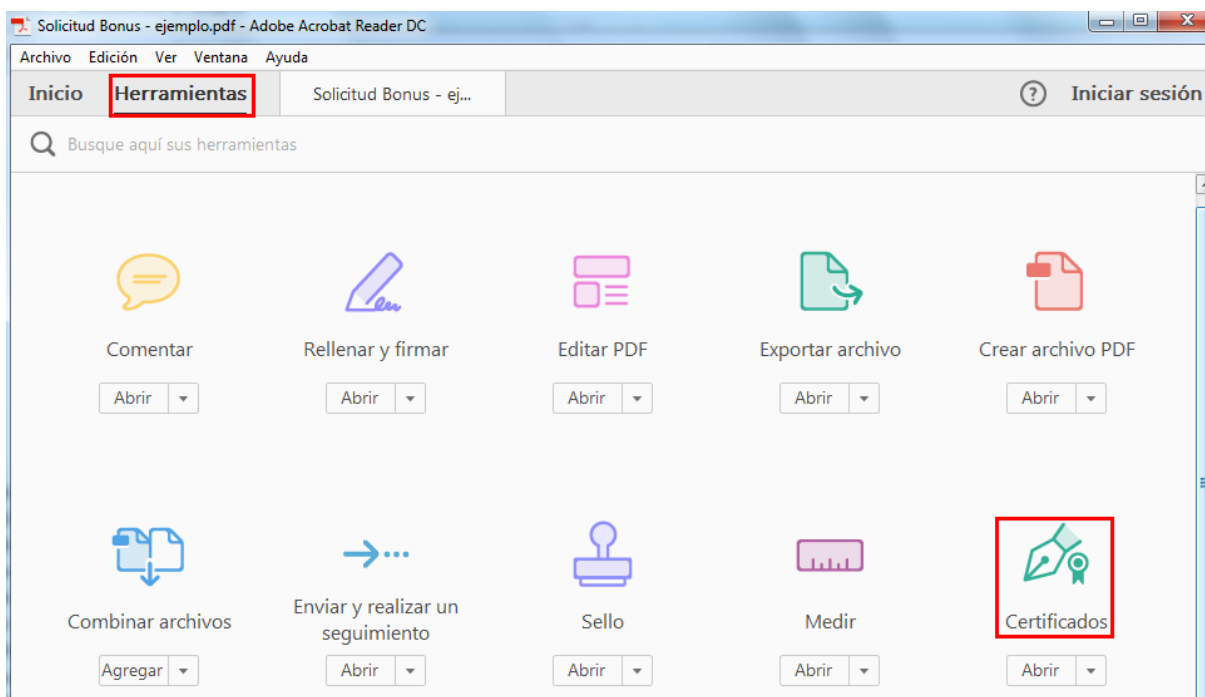 Solicitud Bonus - ejemplo.pdf - Adobe Acrobat Reader DC
Archivo Edición Ver Ventana Ayuda
Inicio Herramientas Solicitud Bonus - ej... ? Iniciar sesión
Busque aquí sus herramientas
Comentar Rellenar y firmar Editar PDF Exportar archivo Crear archivo PDF
Abrir Abrir Abrir Abrir Abrir
Combinar archivos Enviar y realizar un seguimiento Sello Medir Certificados
Agregar Abrir Abrir Abrir Abrir